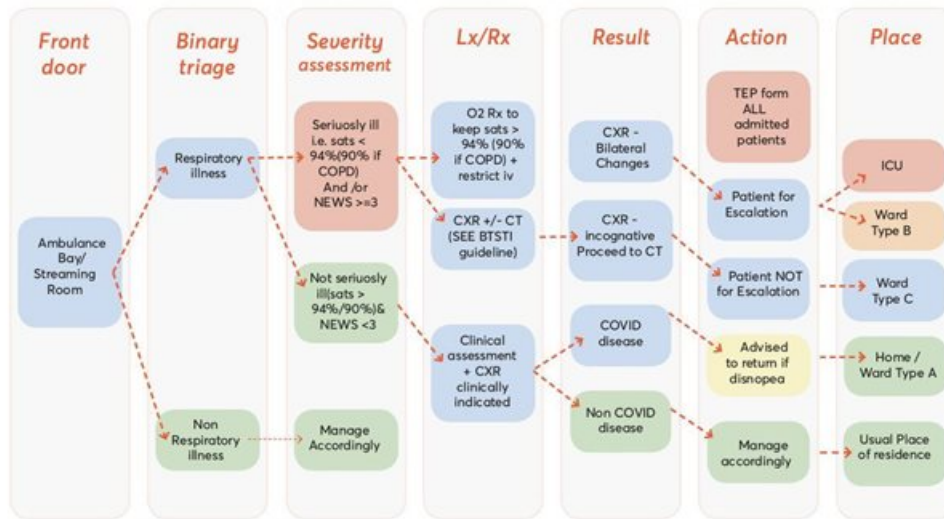 Front
door
Ambulance
Bay/
Streaming
Room
Binary
triage
Respiratory
illness
Non
Respiratory
illness
Severity
assessment
Seriuosly ill
i.e. sats <
94%(90% if
COPD)
And /or
NEWS >=3
Not seriuosly
ill(sats >
94%/90%)&
NEWS <3
Manage
Accordingly
Lx/Rx
O2 Rx to
keep sats >
94% (90%
if COPD) +
restrict iv
CXR +/- CT
(SEE BTSTI
guideline)
Clinical
assessment
+ CXR
clinically
indicated
Result
CXR -
Bilateral
Changes
CXR -
incognative
Proceed to CT
COVID
disease
Non COVID
disease
Action
TEP form
ALL
admitted
patients
Patient for
Escalation
Patient NOT
for Escalation
Advised
to return if
disnopea
Manage
accordingly
Place
ICU
Ward
Type B
Ward
Type C
Home /
Ward Type A
Usual Place
of residence